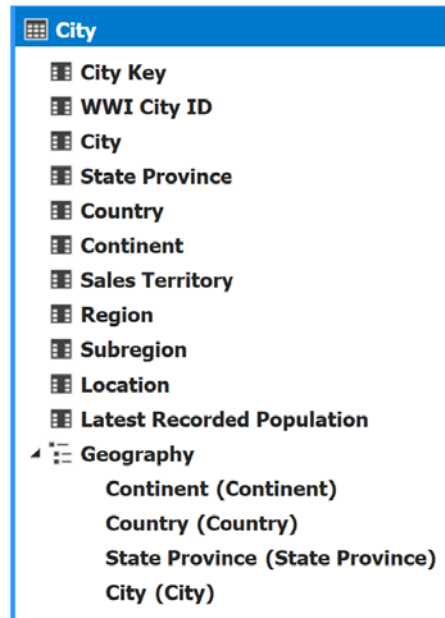 City
City Key
WWI City ID
City
State Province
Country
Continent
Sales Territory
Region
Subregion
Location
Latest Recorded Population
Geography
Continent (Continent)
Country (Country)
State Province (State Province)
City (City)